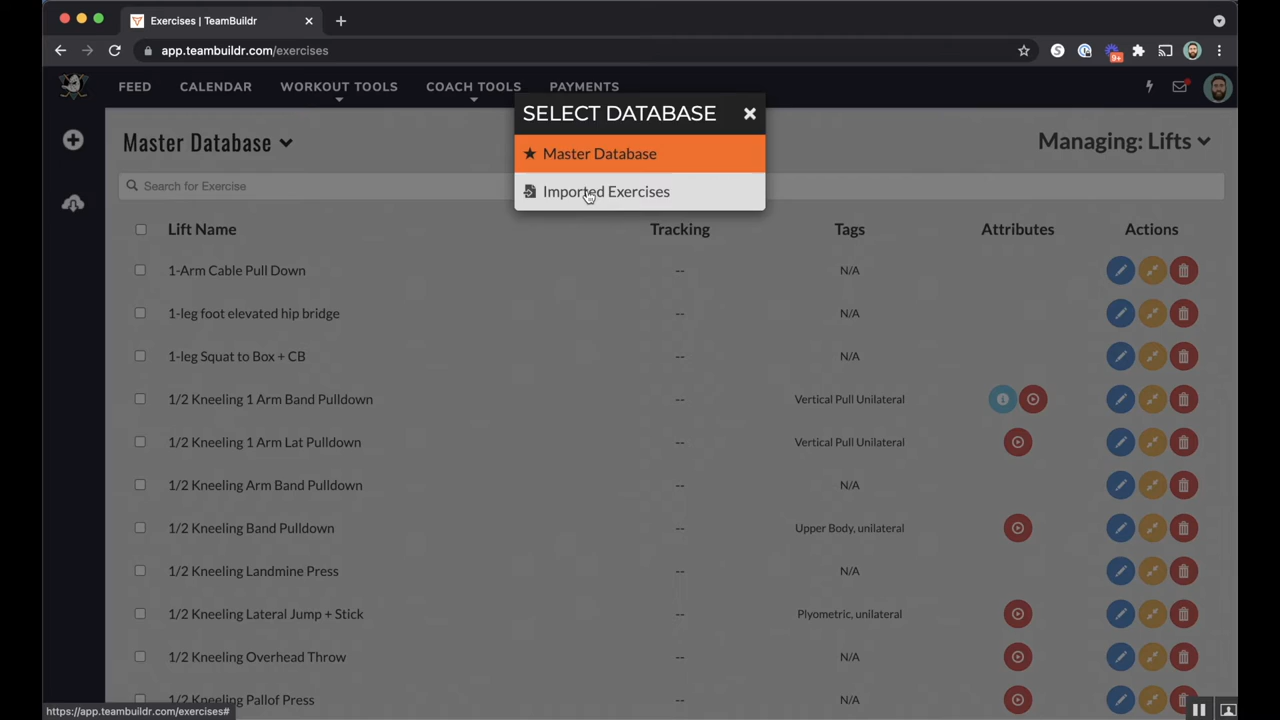 Exercises | TeamBuildr
app.teambuildr.com/exercises
9+
FEED CALENDAR WORKOUT TOOLS COACH TOOLS PAYMENTS
SELECT DATABASE
Master Database
Managing: Lifts
Master Database
Search for Exercise
Imported Exercises
Lift Name Tracking Tags Attributes Actions
1-Arm Cable Pull Down -- N/A
1-leg foot elevated hip bridge -- N/A
1-leg Squat to Box + CB -- N/A
1/2 Kneeling 1 Arm Band Pulldown -- Vertical Pull Unilateral
1/2 Kneeling 1 Arm Lat Pulldown -- Vertical Pull Unilateral
1/2 Kneeling Arm Band Pulldown -- N/A
1/2 Kneeling Band Pulldown -- Upper Body, unilateral
1/2 Kneeling Landmine Press -- N/A
1/2 Kneeling Lateral Jump + Stick -- Plyometric, unilateral
1/2 Kneeling Overhead Throw -- N/A
1/2 Kneeling Pallof Press -- N/A
https://app.teambuildr.com/exercises#